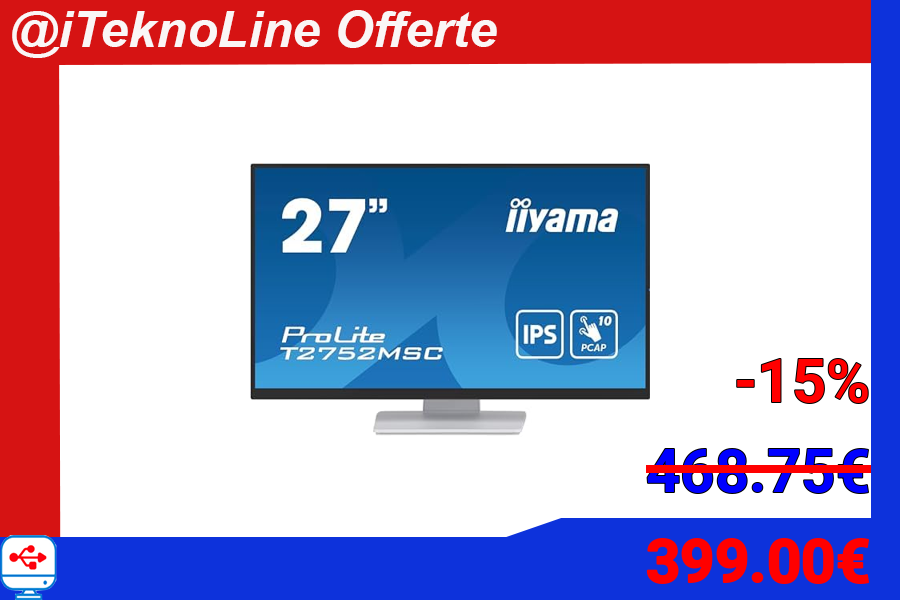 @iTeknoLine Offerte
27”
iiyama
ProLite
T2752MSC
IPS
10
PCAP
-15%
468.75€
399.00€